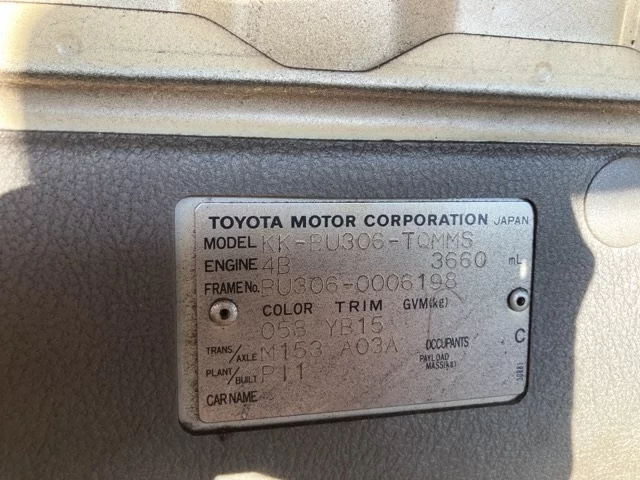 TOYOTA MOTOR CORPORATION JAPAN
MODEL KK-BU306-TQMMS
ENGINE 4B 3660 mL
FRAME No. BU306-0006198
COLOR TRIM GVM(kg)
058 YB15
TRANS/AXLE M153 A03A OCCUPANTS C
PLANT/BUILT P11 PAYLOAD MASS(kg)
CAR NAME